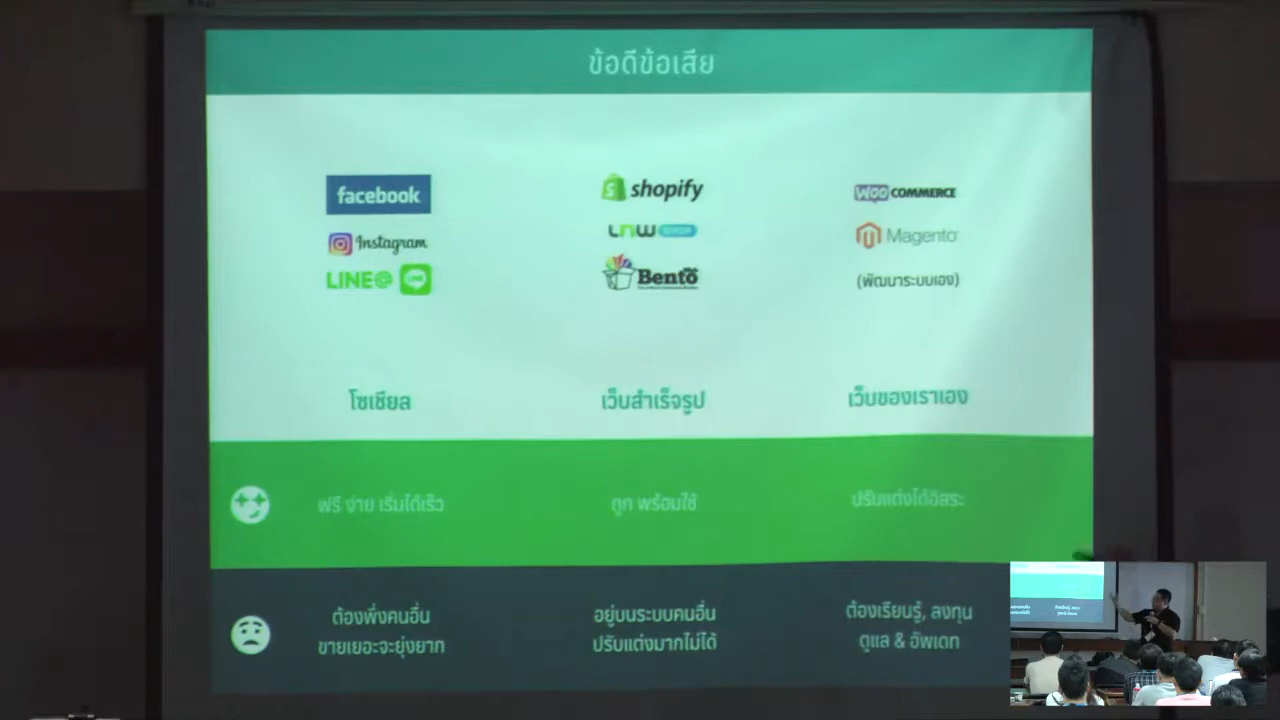 ข้อดีข้อเสีย
facebook
Instagram
LINE@
โซเชียล
shopify
LnW SHOP
Bento
เว็บสำเร็จรูป
WOO COMMERCE
Magento
(พัฒนาระบบเอง)
เว็บของเราเอง
ฟรี ง่าย เริ่มได้เร็ว
ถูก พร้อมใช้
ปรับแต่งได้อิสระ
ต้องพึ่งคนอื่น
ขายเยอะจะยุ่งยาก
อยู่บนระบบคนอื่น
ปรับแต่งมากไม่ได้
ต้องเรียนรู้, ลงทุน
ดูแล & อัพเดท